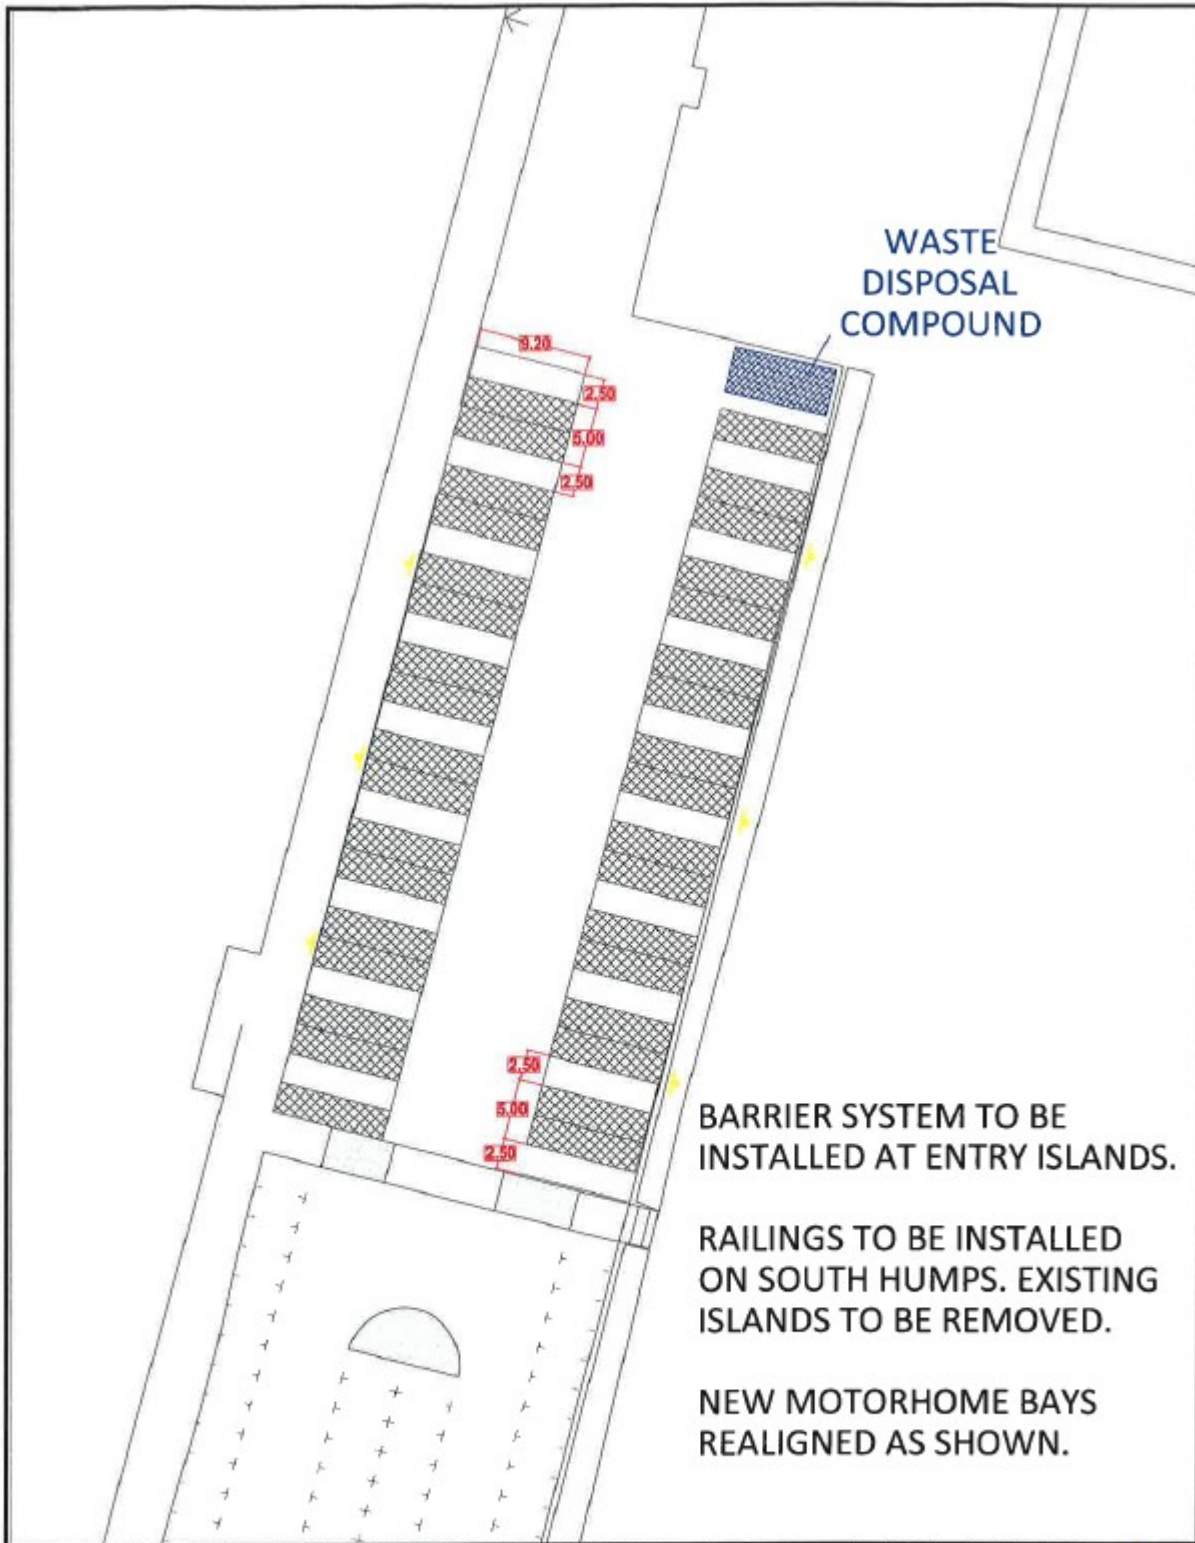 WASTE
DISPOSAL
COMPOUND
9.20
2.50
5.00
2.50
2.50
5.00
2.50
BARRIER SYSTEM TO BE
INSTALLED AT ENTRY ISLANDS.
RAILINGS TO BE INSTALLED
ON SOUTH HUMPS. EXISTING
ISLANDS TO BE REMOVED.
NEW MOTORHOME BAYS
REALIGNED AS SHOWN.